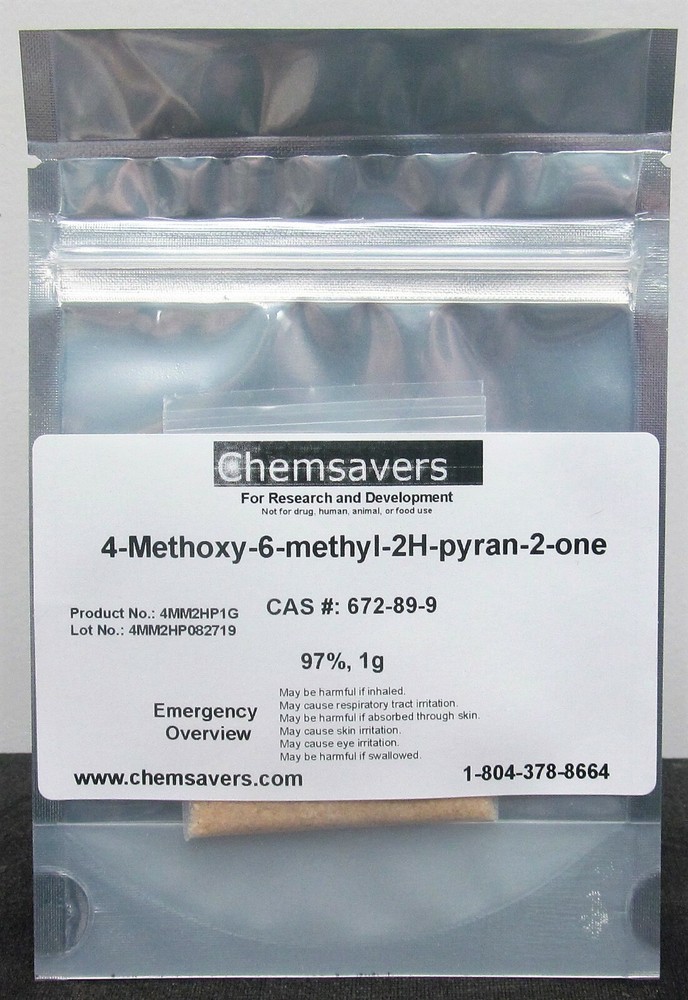 Chemsavers
For Research and Development
Not for drug, human, animal, or food use
4-Methoxy-6-methyl-2H-pyran-2-one
Product No.: 4MM2HP1G
Lot No.: 4MM2HP082719
CAS #: 672-89-9
97%, 1g
Emergency
Overview
May be harmful if inhaled.
May cause respiratory tract irritation.
May be harmful if absorbed through skin.
May cause skin irritation.
May cause eye irritation.
May be harmful if swallowed.
www.chemsavers.com
1-804-378-8664